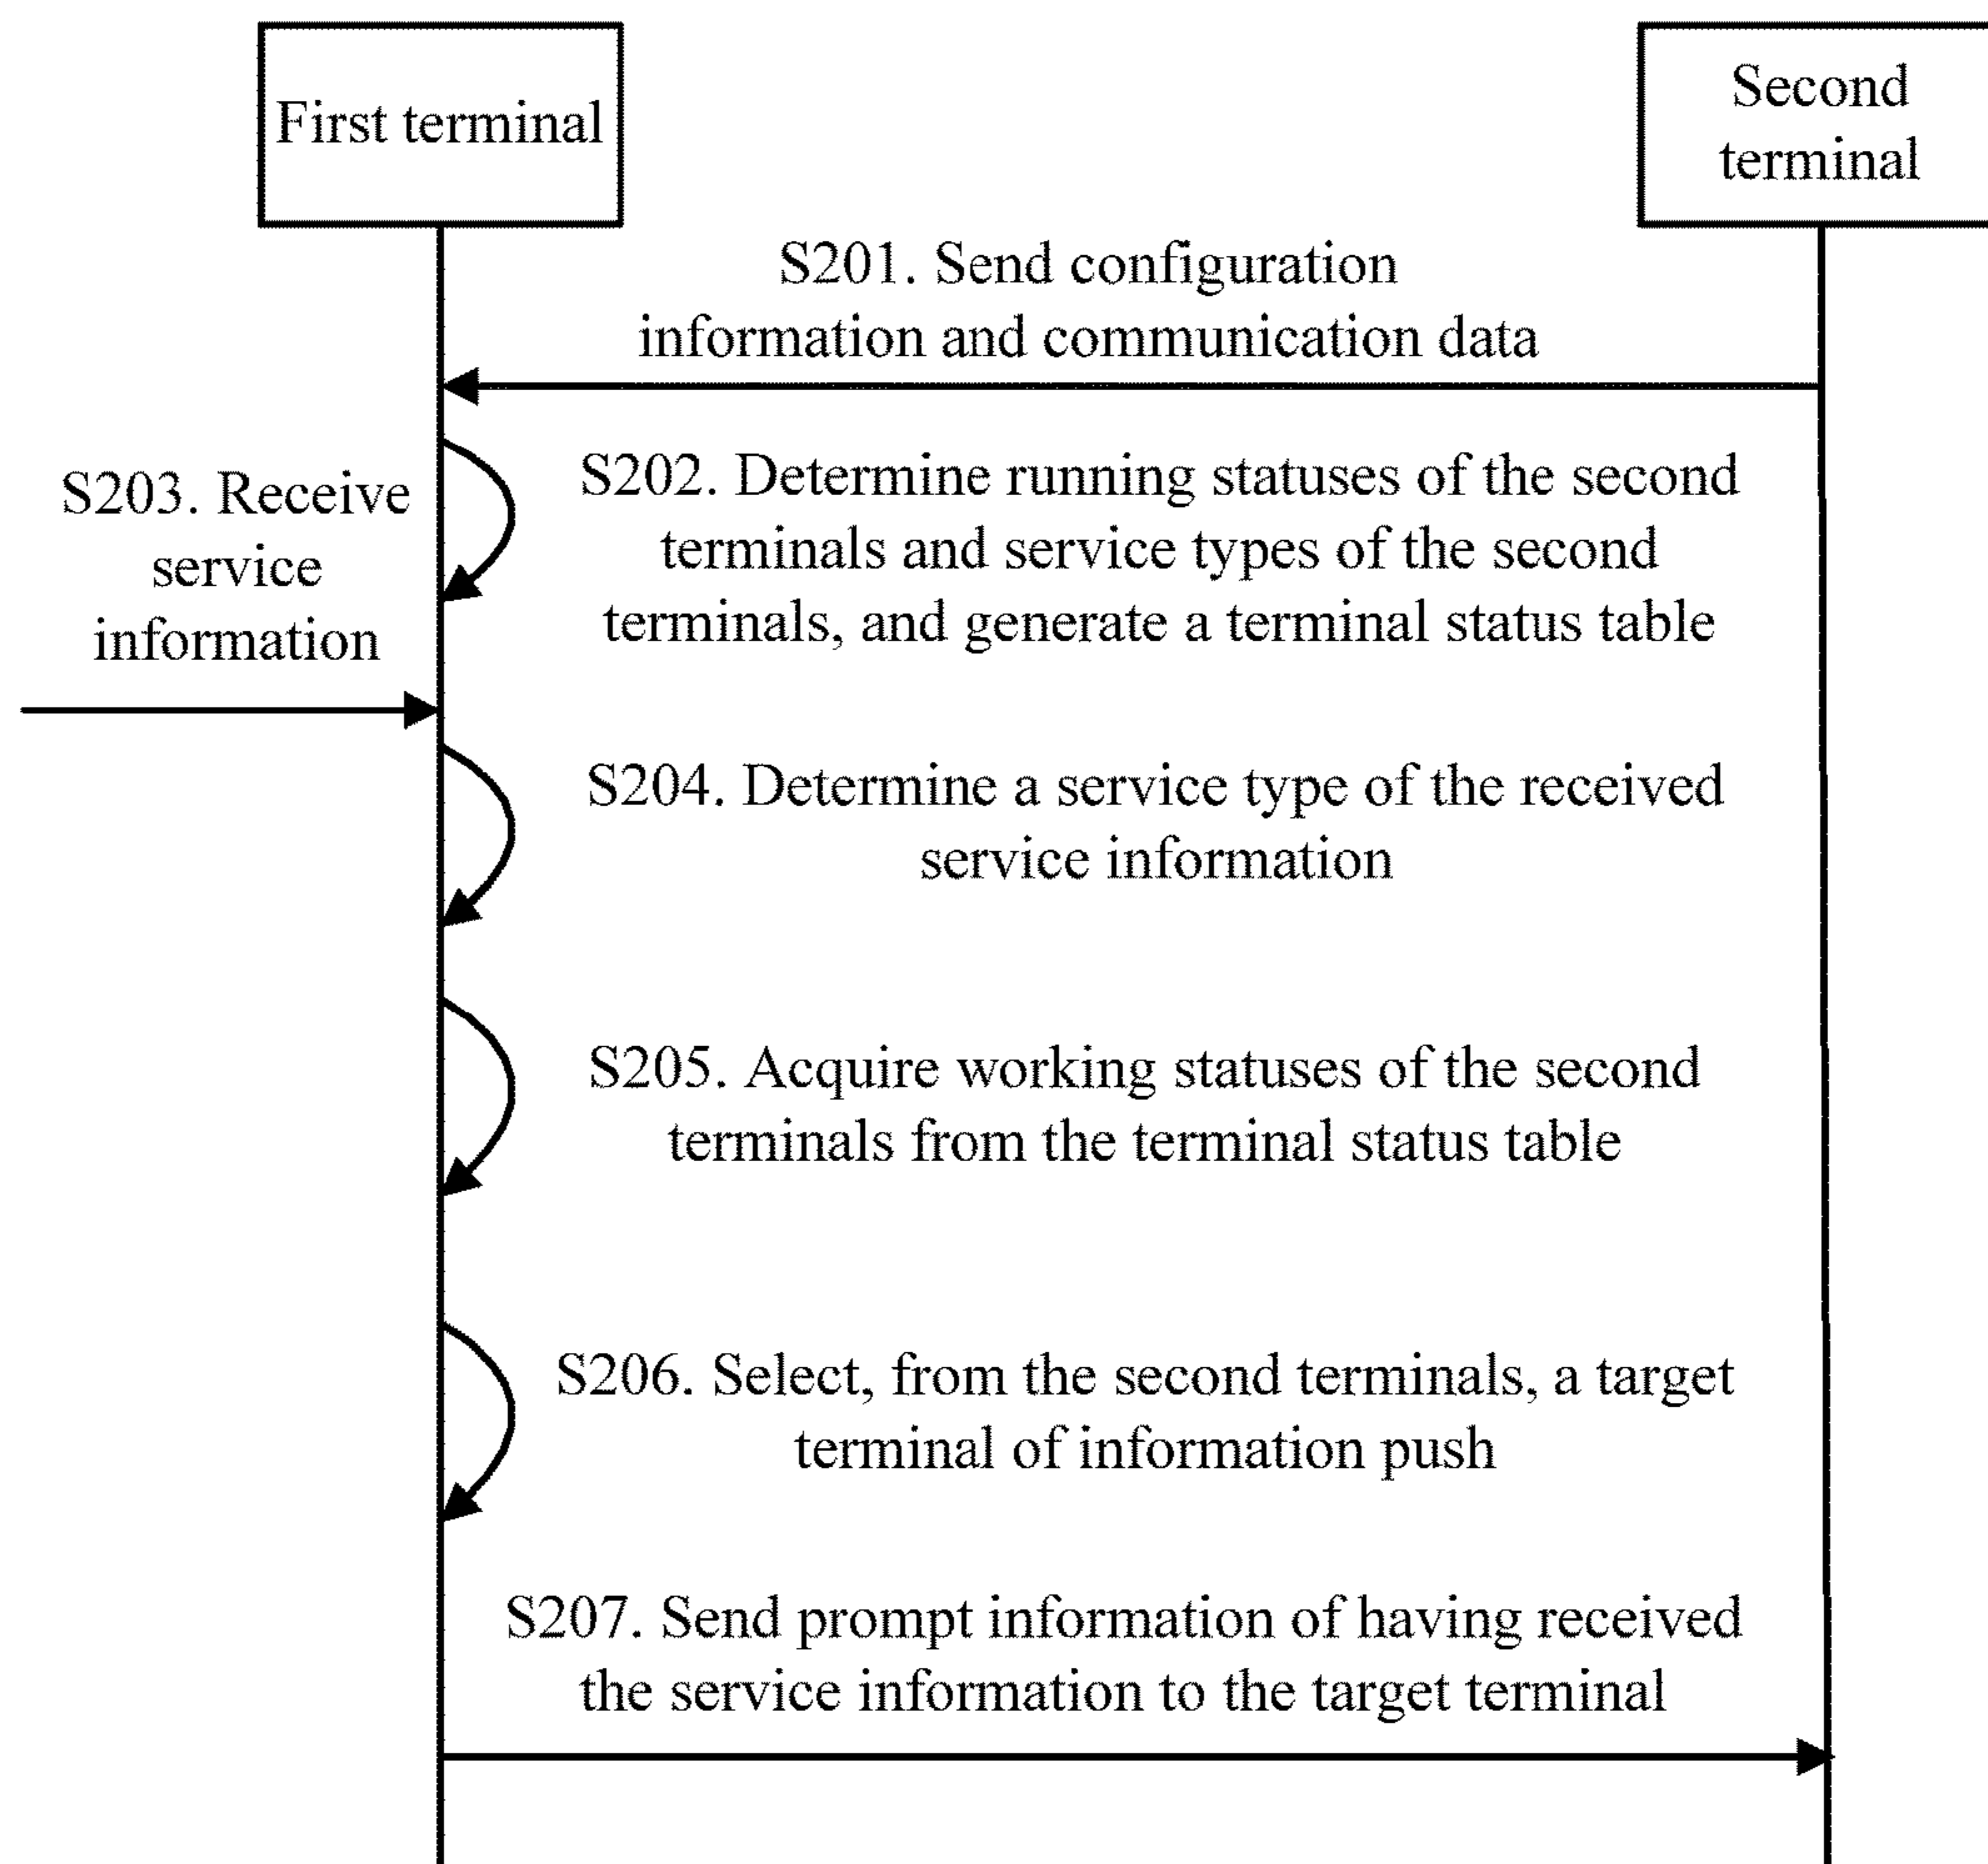 First terminal
Second
terminal
S201. Send configuration
information and communication data
S202. Determine running statuses of the second
terminals and service types of the second
terminals, and generate a terminal status table
S203. Receive
service
information
S204. Determine a service type of the received
service information
S205. Acquire working statuses of the second
terminals from the terminal status table
S206. Select, from the second terminals, a target
terminal of information push
S207. Send prompt information of having received
the service information to the target terminal